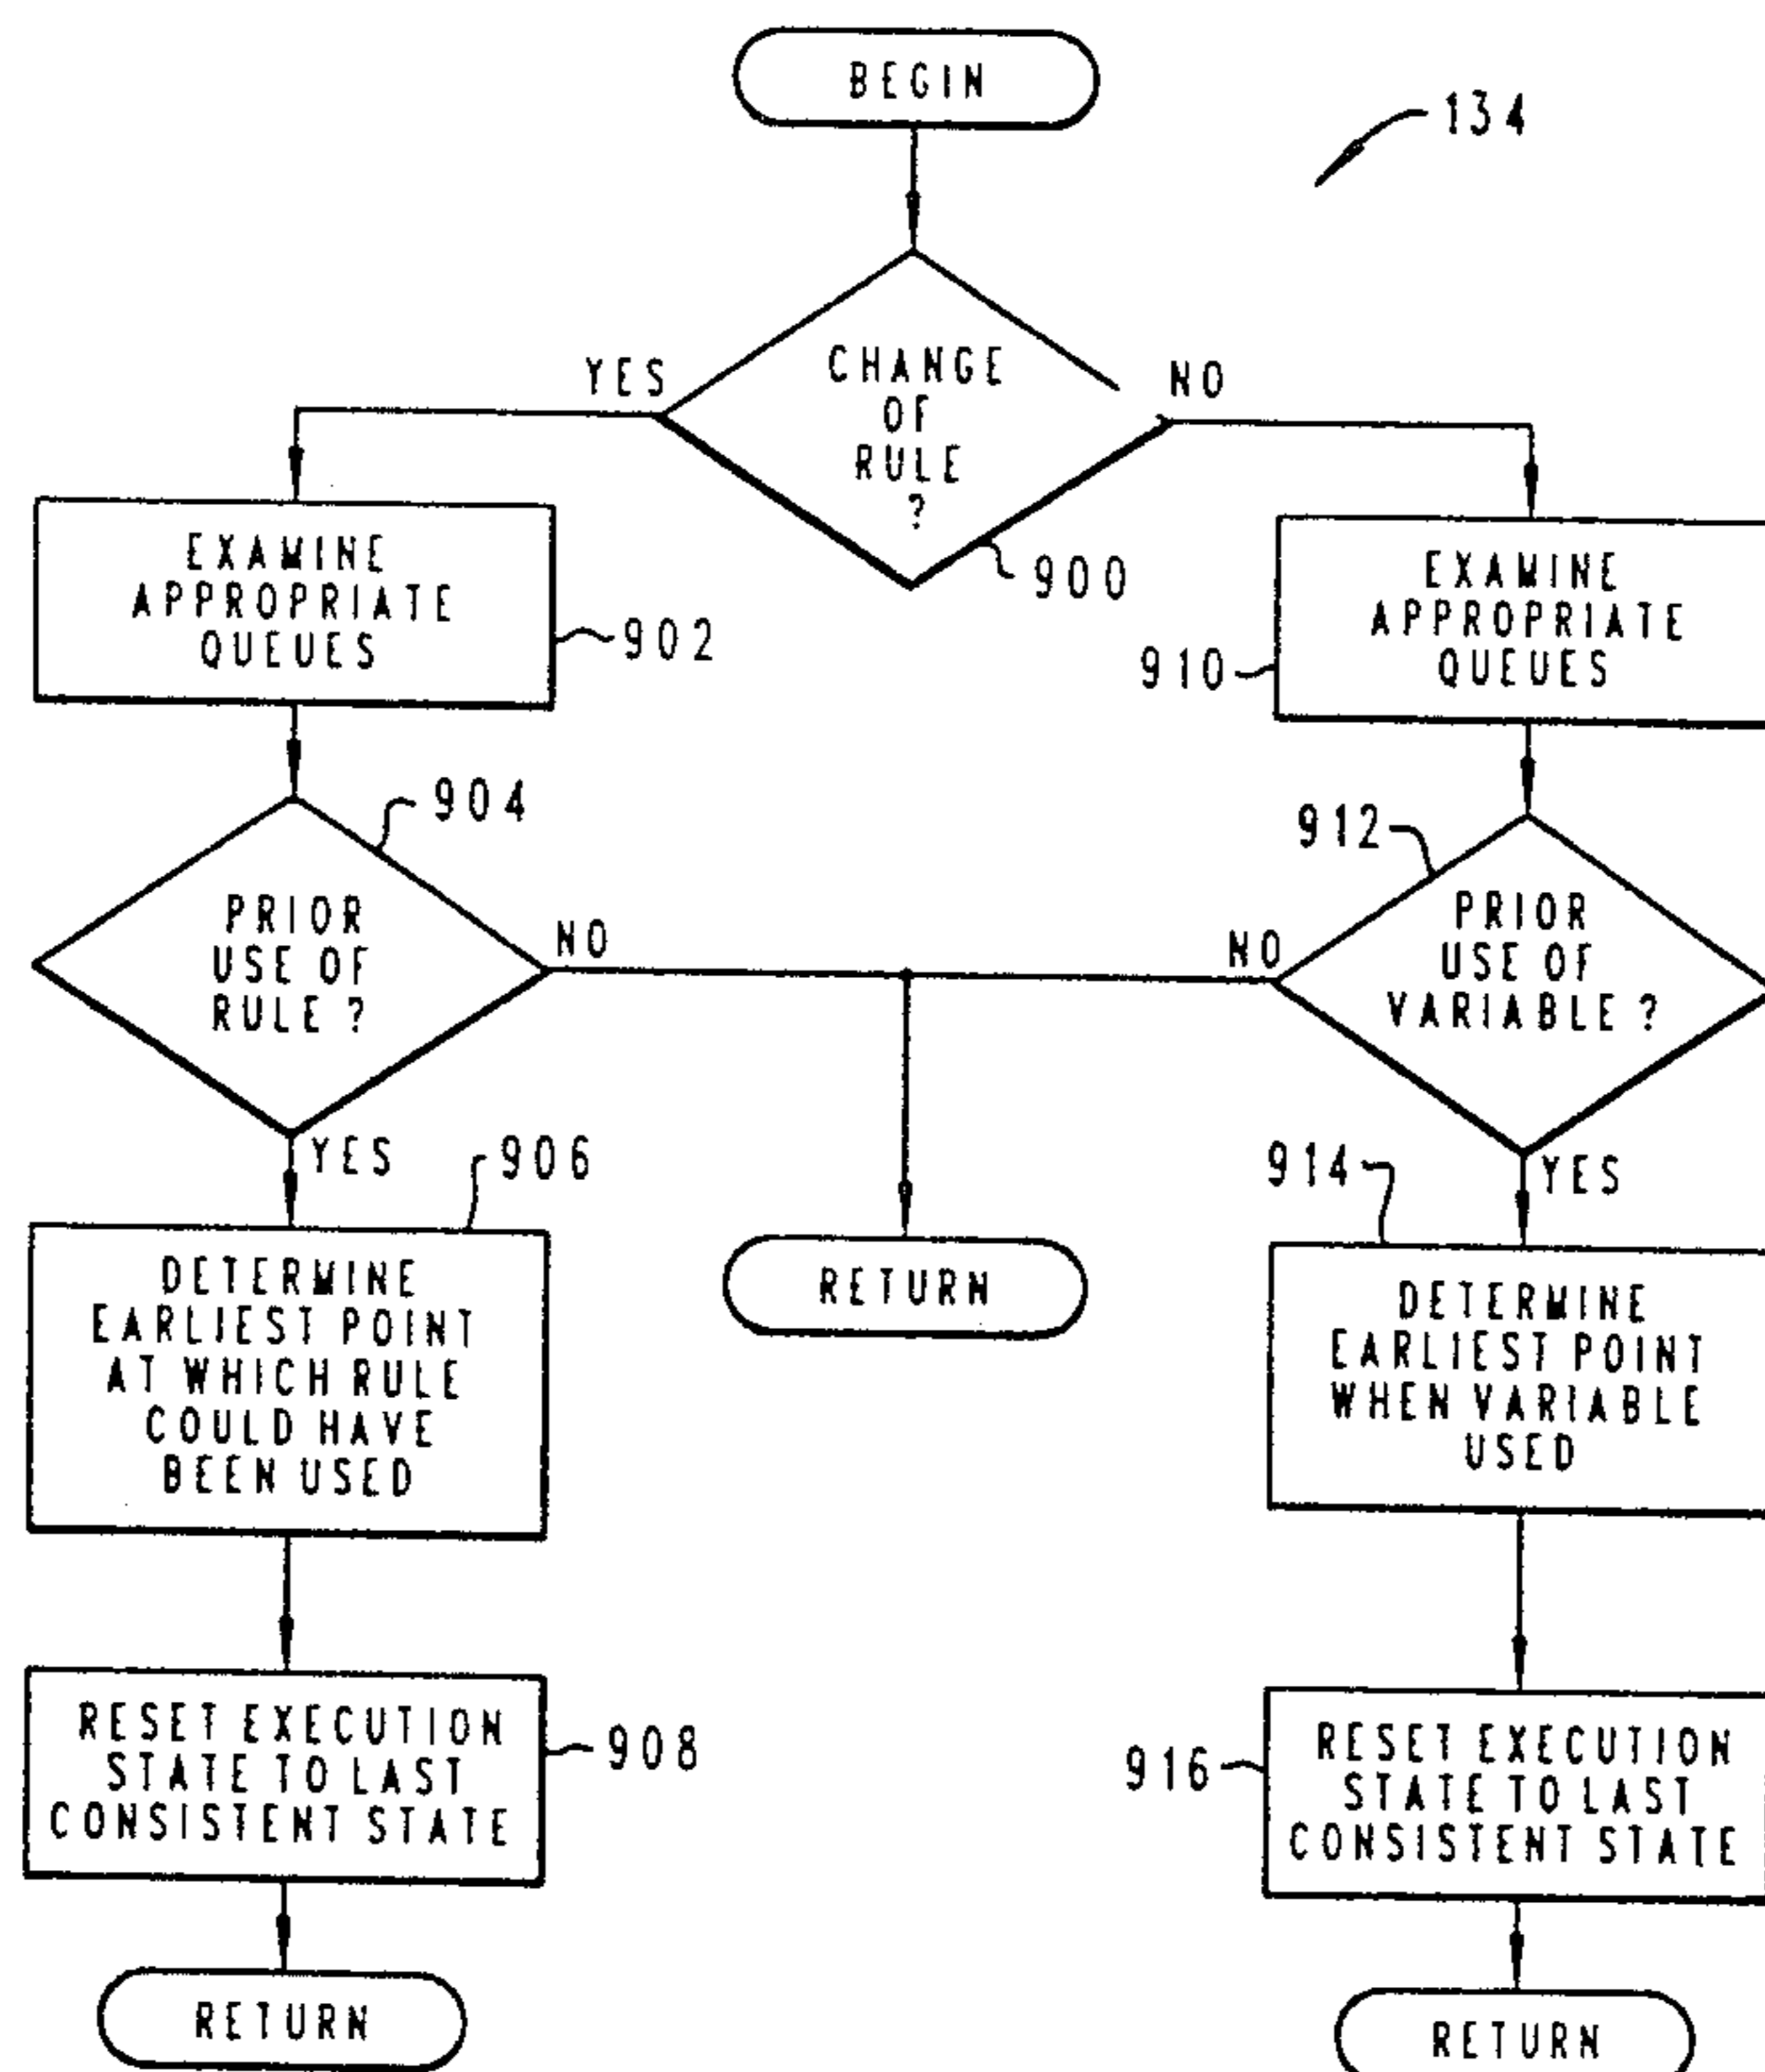 BEGIN
134
CHANGE
OF
RULE
?
YES
NO
900
EXAMINE
APPROPRIATE
QUEUES
902
EXAMINE
APPROPRIATE
QUEUES
910
904
PRIOR
USE OF
RULE ?
NO
912
PRIOR
USE OF
VARIABLE ?
NO
YES
906
YES
914
DETERMINE
EARLIEST POINT
AT WHICH RULE
COULD HAVE
BEEN USED
RETURN
DETERMINE
EARLIEST POINT
WHEN VARIABLE
USED
RESET EXECUTION
STATE TO LAST
CONSISTENT STATE
908
916
RESET EXECUTION
STATE TO LAST
CONSISTENT STATE
RETURN
RETURN